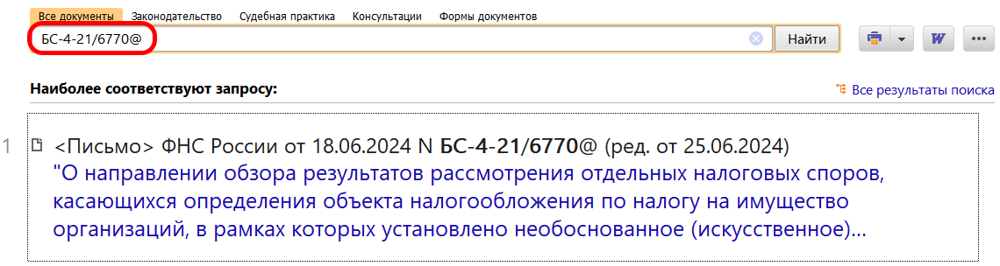 Все документы Законодательство Судебная практика Консультации Формы документов
БС-4-21/6770@ Найти W
Наиболее соответствуют запросу: Все результаты поиска
1 <Письмо> ФНС России от 18.06.2024 N БС-4-21/6770@ (ред. от 25.06.2024)
"О направлении обзора результатов рассмотрения отдельных налоговых споров,
касающихся определения объекта налогообложения по налогу на имущество
организаций, в рамках которых установлено необоснованное (искусственное)...